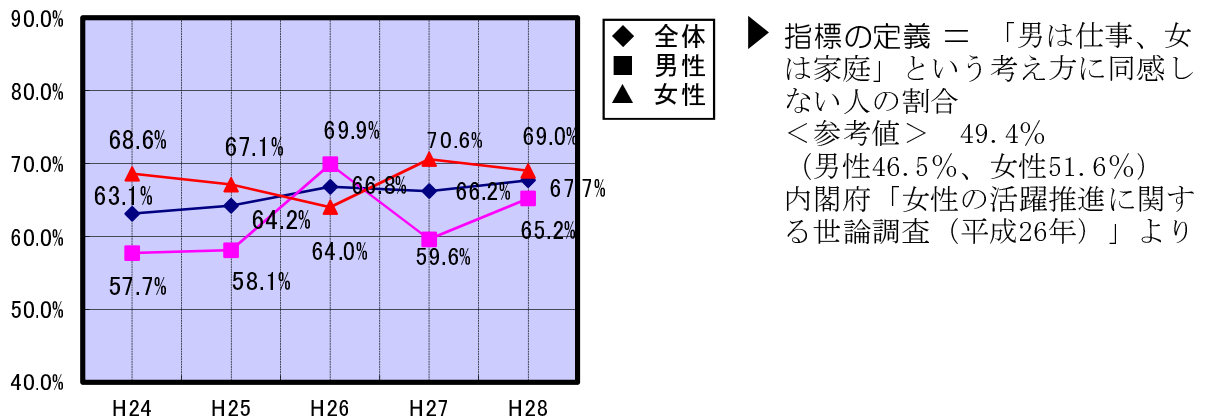 90.0%
80.0%
70.0%
60.0%
50.0%
40.0%
H24 H25 H26 H27 H28
68.6% 67.1% 69.9% 70.6% 69.0%
63.1% 64.2% 66.8% 66.2% 67.7%
57.7% 58.1% 64.0% 59.6% 65.2%
◆ 全体
■ 男性
▲ 女性
▶ 指標の定義 = 「男は仕事、女
は家庭」という考え方に同感し
ない人の割合
<参考値> 49.4%
(男性46.5%、女性51.6%)
内閣府「女性の活躍推進に関す
る世論調査(平成26年)」より